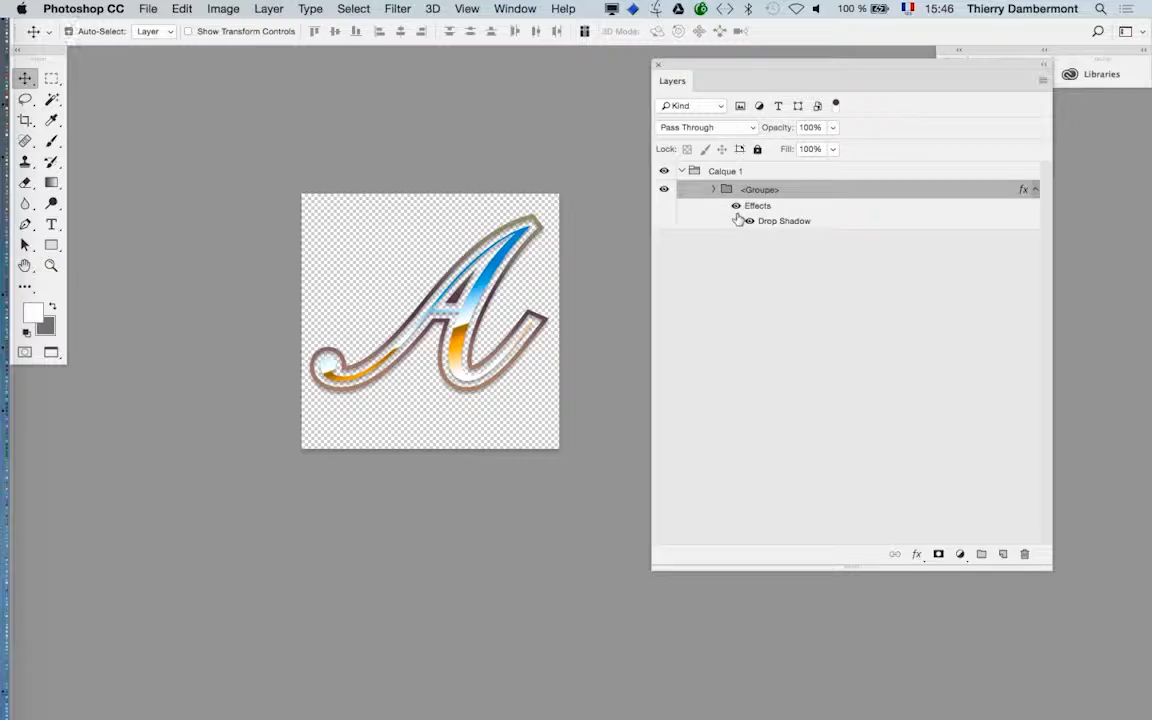 Photoshop CC File Edit Image Layer Type Select Filter 3D View Window Help 100 % 15:46 Thierry Dambermont
Auto-Select: Layer Show Transform Controls 3D Mode:
Libraries
Layers
Kind
Pass Through Opacity: 100%
Lock: Fill: 100%
Calque 1
<Groupe> fx
Effects
Drop Shadow
T
A
fx